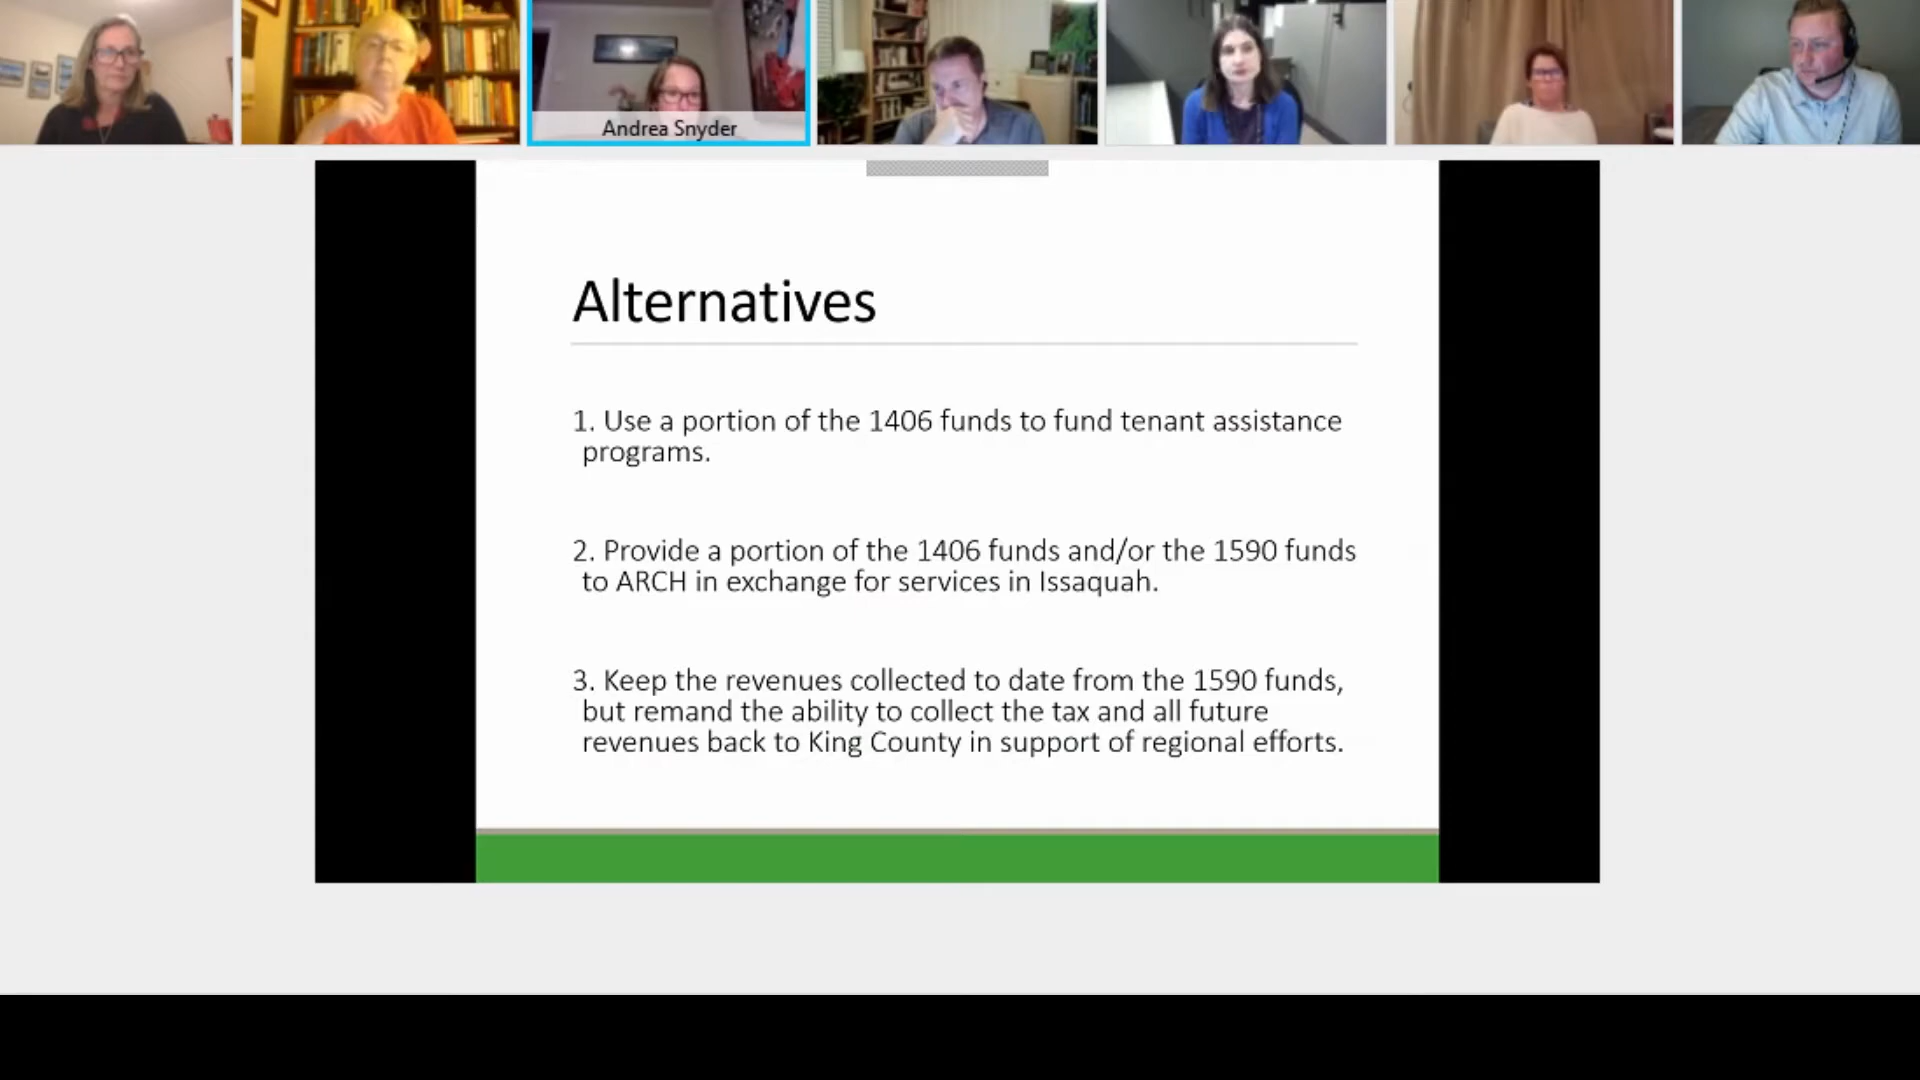 Andrea Snyder
Alternatives
1. Use a portion of the 1406 funds to fund tenant assistance
programs.
2. Provide a portion of the 1406 funds and/or the 1590 funds
to ARCH in exchange for services in Issaquah.
3. Keep the revenues collected to date from the 1590 funds,
but remand the ability to collect the tax and all future
revenues back to King County in support of regional efforts.